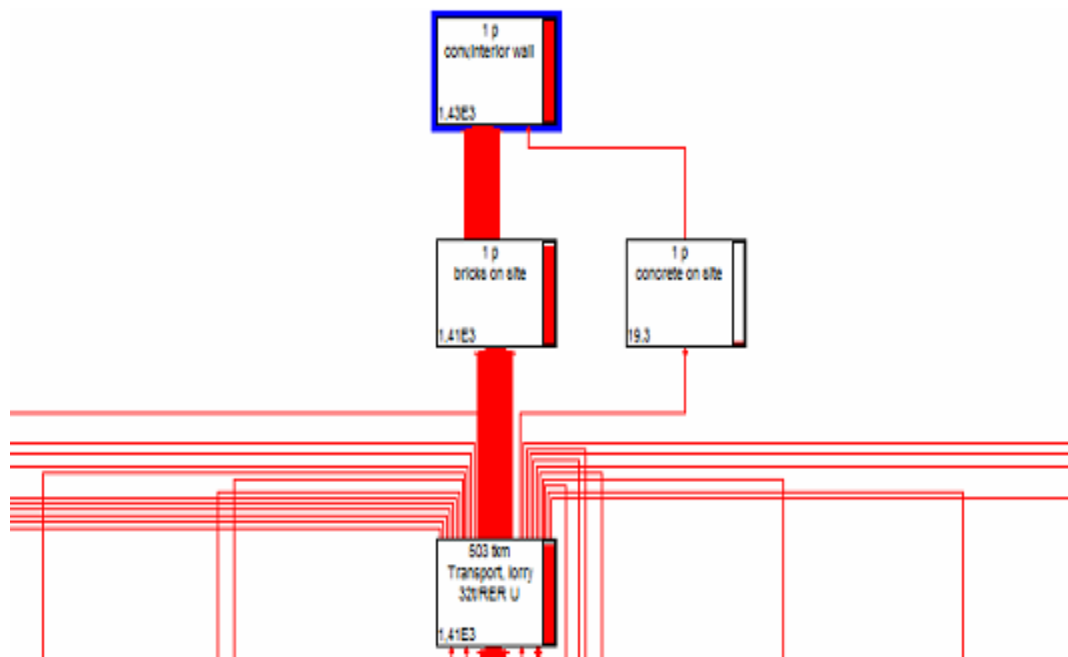 1 p
conv.interior wall
1.43E3
1 p
bricks on site
1.41E3
1 p
concrete on site
19.3
503 tkm
Transport, lorry
32t/RER U
1.41E3